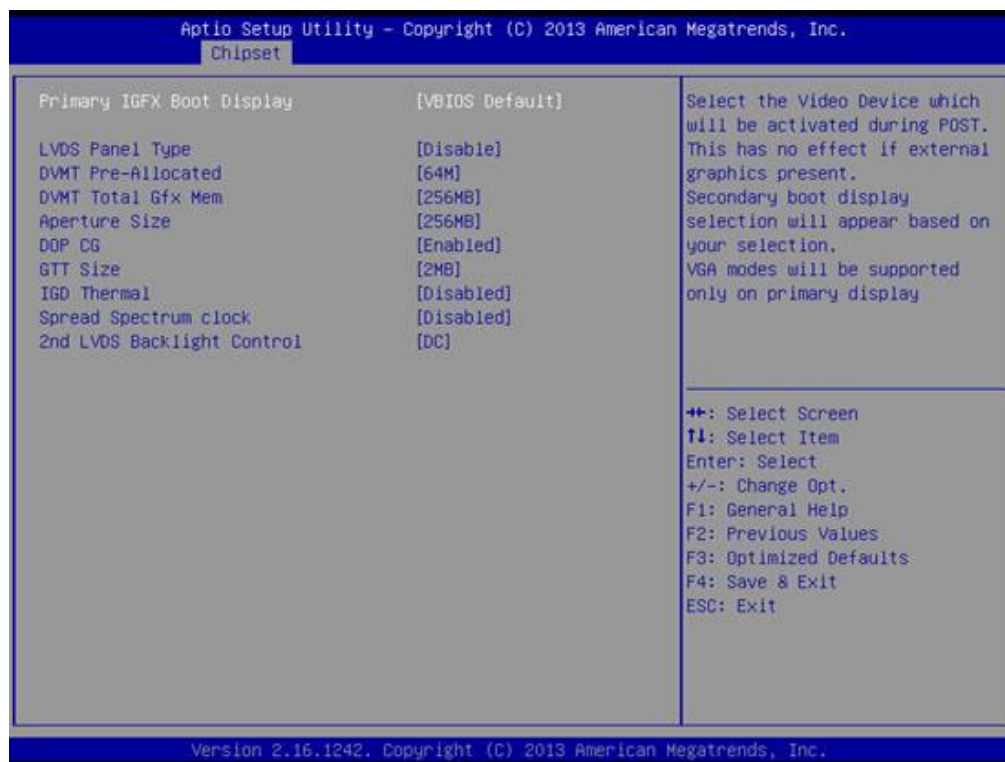 Aptio Setup Utility – Copyright (C) 2013 American Megatrends, Inc.
Chipset
Primary IGFX Boot Display [VBIOS Default]
LVDS Panel Type [Disable]
DVMT Pre-Allocated [64M]
DVMT Total Gfx Mem [256MB]
Aperture Size [256MB]
DOP CG [Enabled]
GTT Size [2MB]
IGD Thermal [Disabled]
Spread Spectrum clock [Disabled]
2nd LVDS Backlight Control [DC]
Select the Video Device which
will be activated during POST.
This has no effect if external
graphics present.
Secondary boot display
selection will appear based on
your selection.
VGA modes will be supported
only on primary display
→←: Select Screen
↑↓: Select Item
Enter: Select
+/-: Change Opt.
F1: General Help
F2: Previous Values
F3: Optimized Defaults
F4: Save & Exit
ESC: Exit
Version 2.16.1242. Copyright (C) 2013 American Megatrends, Inc.